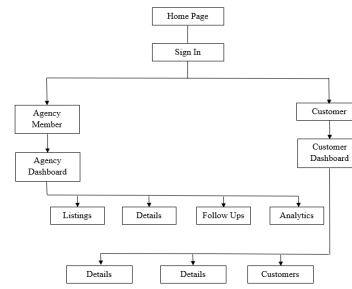 Home Page
Sign In
Agency
Member
Customer
Agency
Dashboard
Customer
Dashboard
Listings
Details
Follow Ups
Analytics
Details
Details
Customers